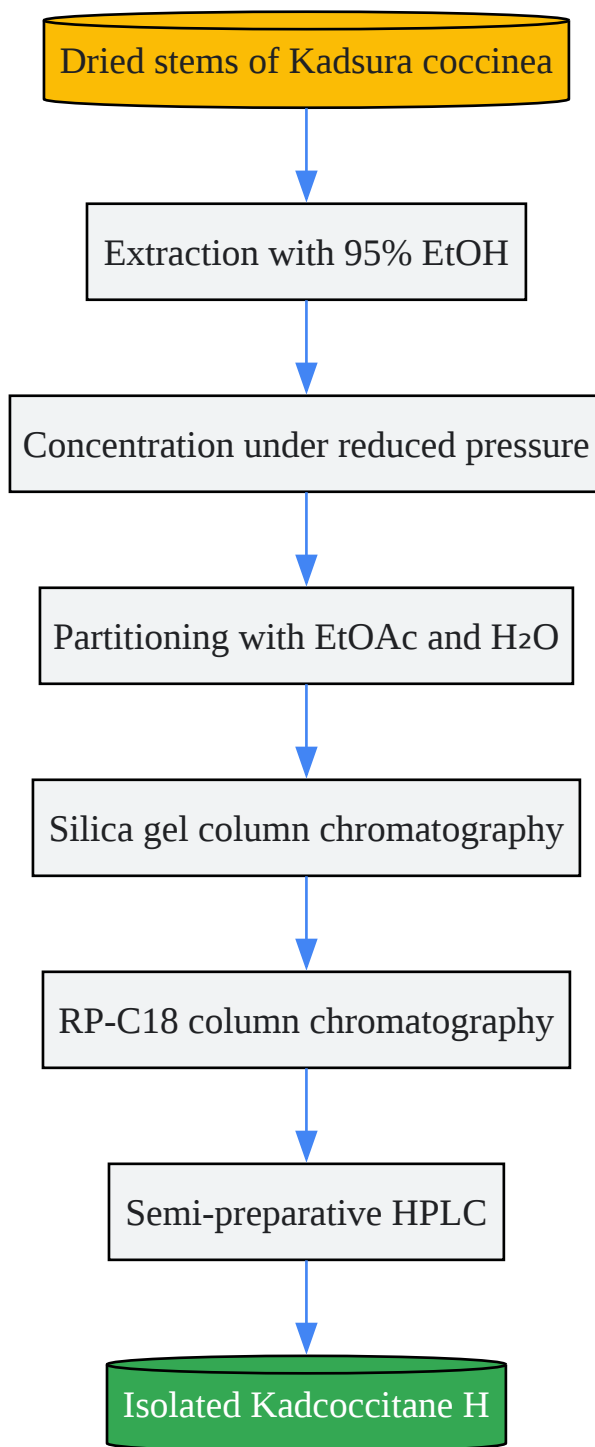 Dried stems of Kadsura coccinea
Extraction with 95% EtOH
Concentration under reduced pressure
Partitioning with EtOAc and H₂O
Silica gel column chromatography
RP-C18 column chromatography
Semi-preparative HPLC
Isolated Kadcoccitane H